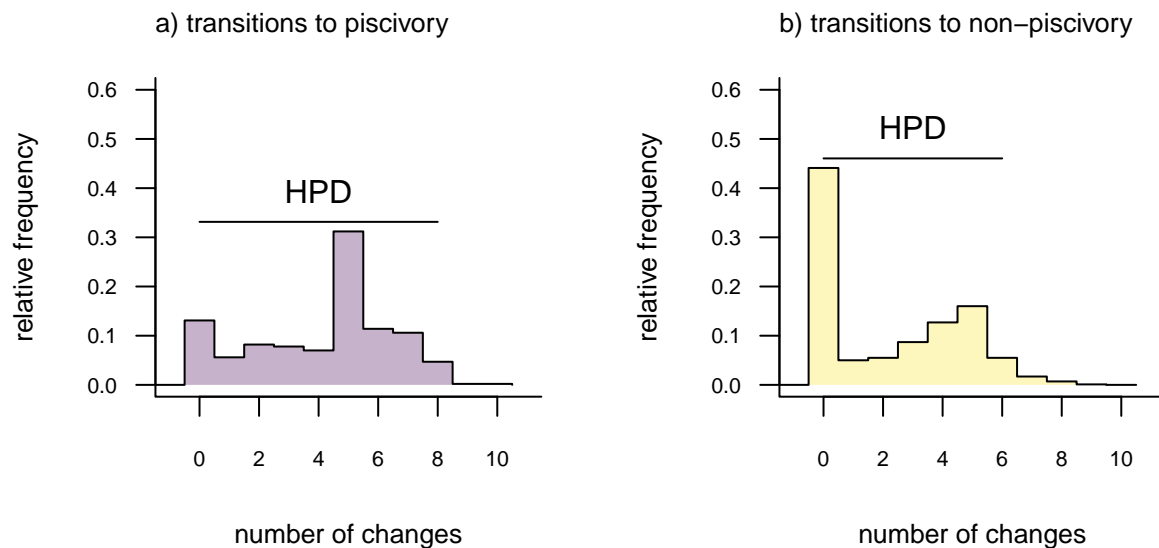 a) transitions to piscivory
relative frequency
0.6
0.5
0.4
0.3
0.2
0.1
0.0
HPD
0 2 4 6 8 10
number of changes
b) transitions to non−piscivory
relative frequency
0.6
0.5
0.4
0.3
0.2
0.1
0.0
HPD
0 2 4 6 8 10
number of changes